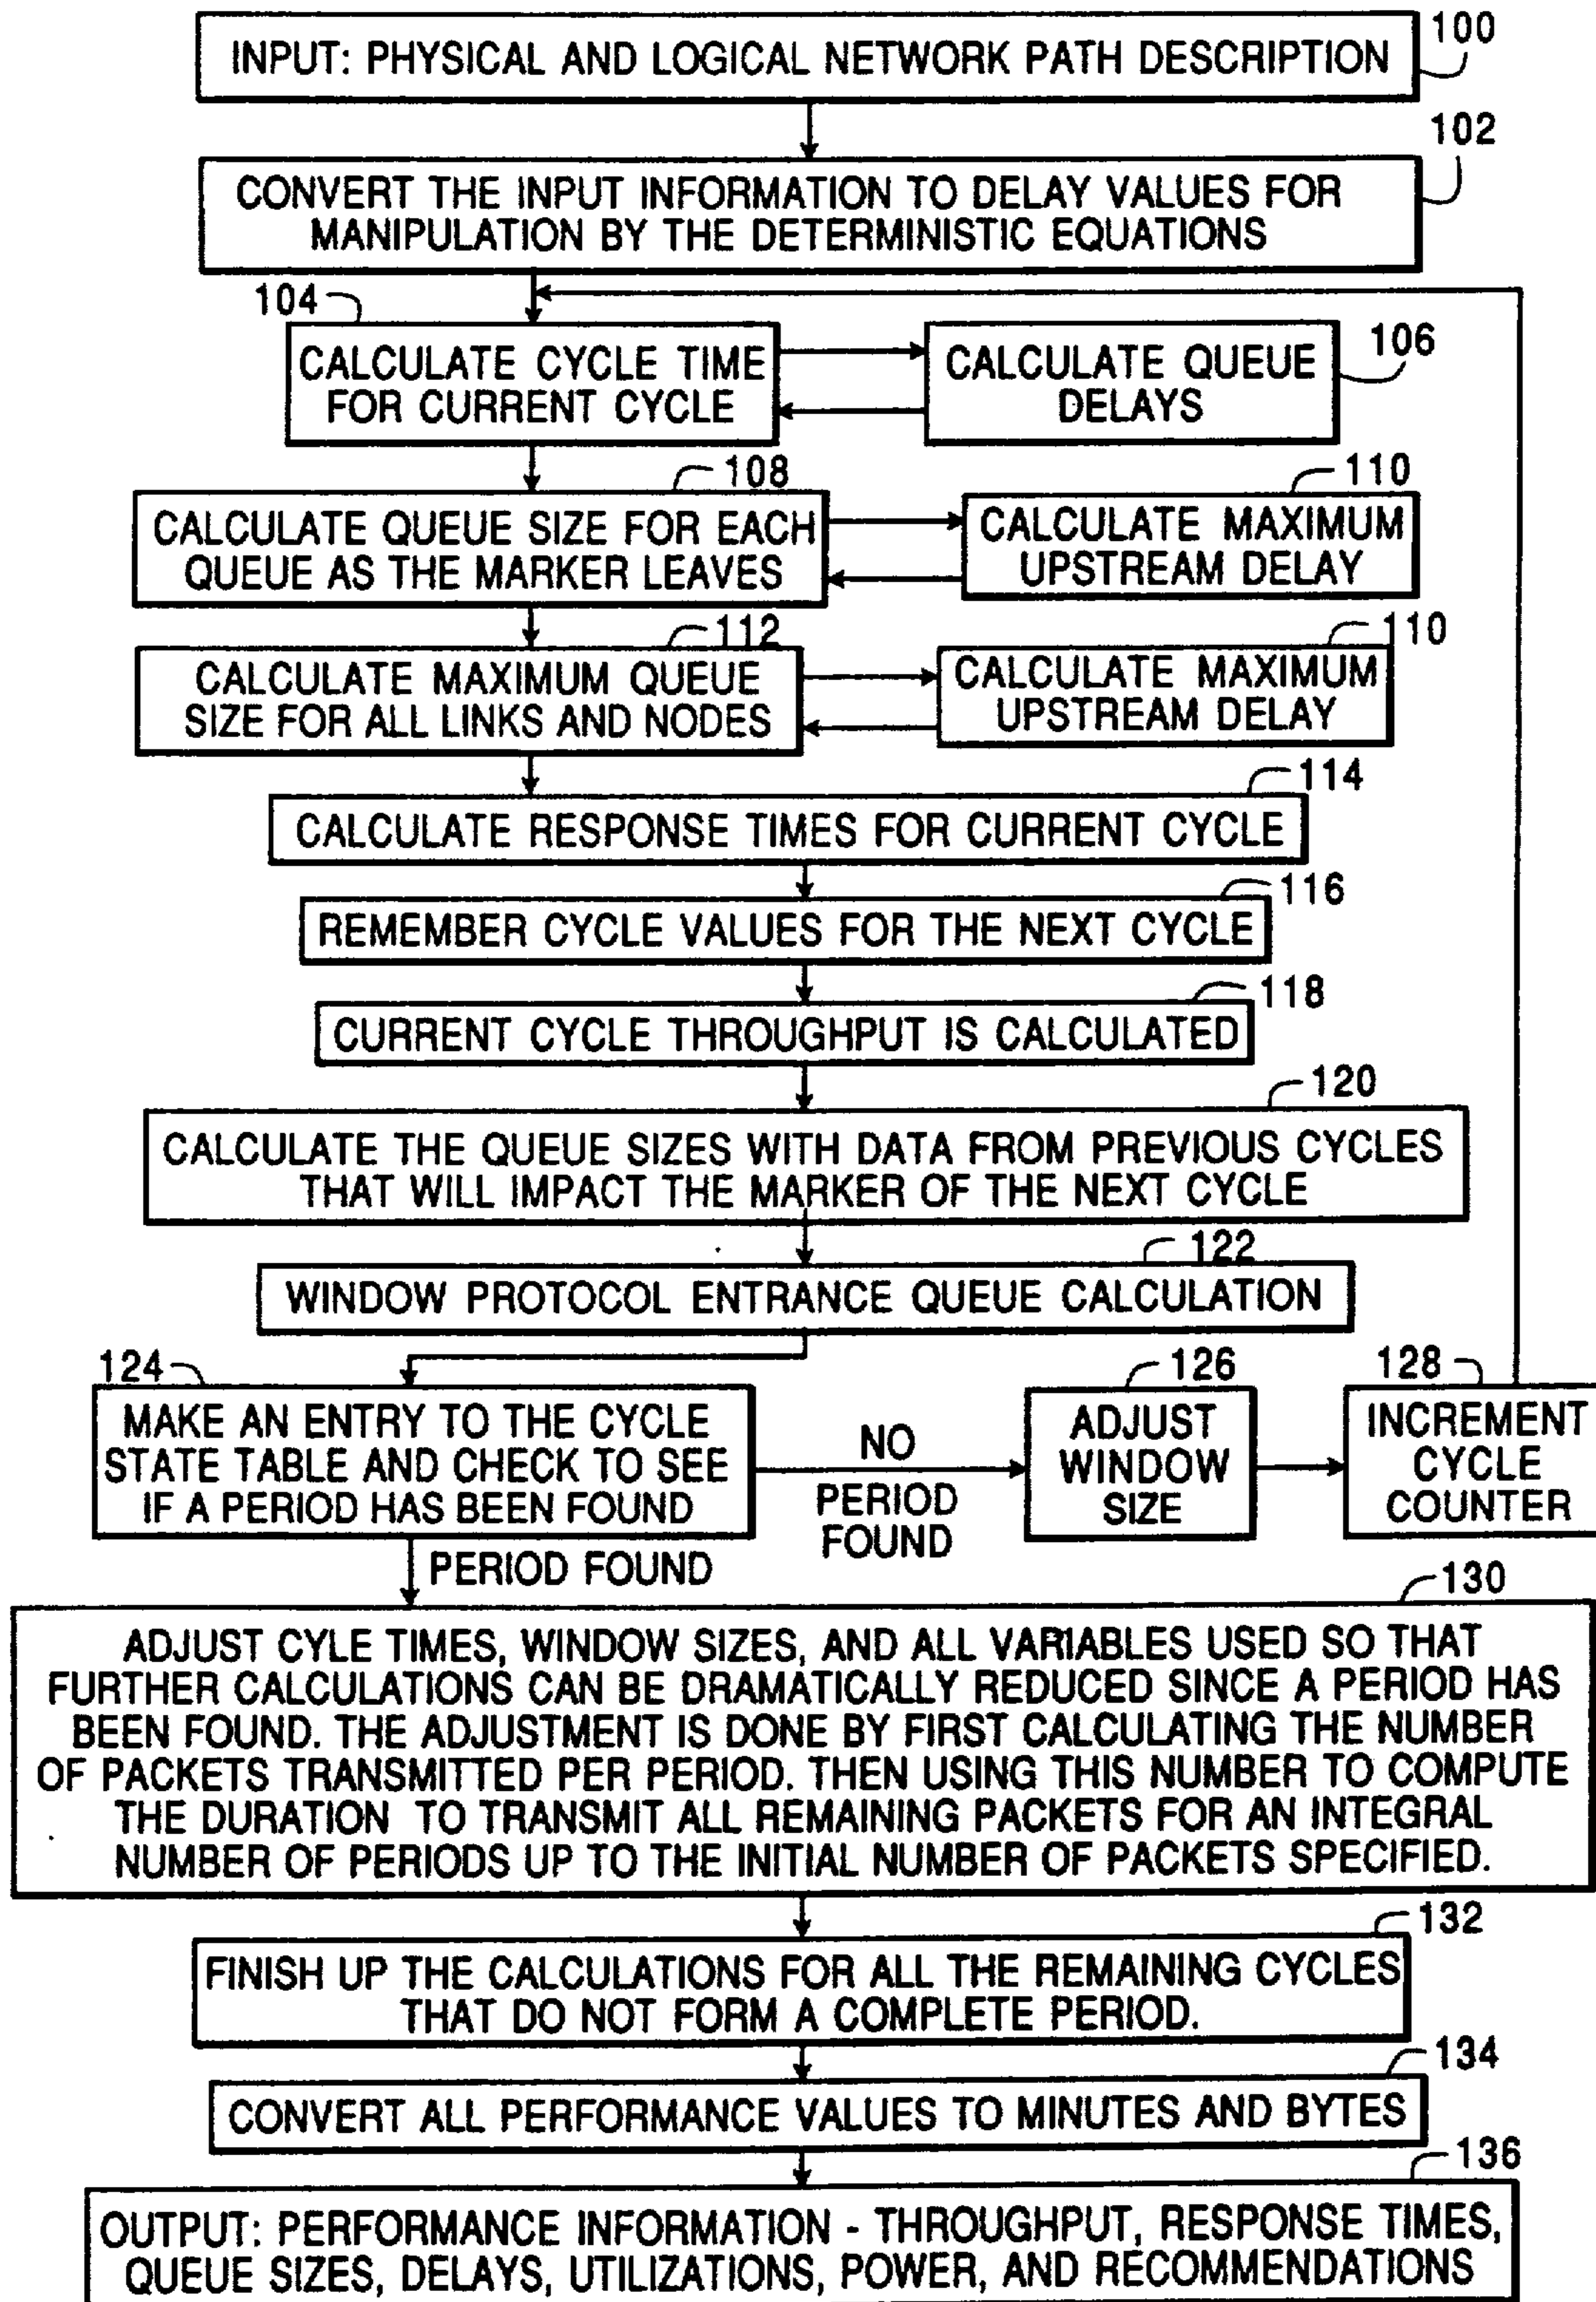 INPUT: PHYSICAL AND LOGICAL NETWORK PATH DESCRIPTION
100
102
CONVERT THE INPUT INFORMATION TO DELAY VALUES FOR
MANIPULATION BY THE DETERMINISTIC EQUATIONS
104
CALCULATE CYCLE TIME
FOR CURRENT CYCLE
CALCULATE QUEUE
DELAYS
106
108
CALCULATE QUEUE SIZE FOR EACH
QUEUE AS THE MARKER LEAVES
110
CALCULATE MAXIMUM
UPSTREAM DELAY
112
CALCULATE MAXIMUM QUEUE
SIZE FOR ALL LINKS AND NODES
110
CALCULATE MAXIMUM
UPSTREAM DELAY
114
CALCULATE RESPONSE TIMES FOR CURRENT CYCLE
116
REMEMBER CYCLE VALUES FOR THE NEXT CYCLE
118
CURRENT CYCLE THROUGHPUT IS CALCULATED
120
CALCULATE THE QUEUE SIZES WITH DATA FROM PREVIOUS CYCLES
THAT WILL IMPACT THE MARKER OF THE NEXT CYCLE
122
WINDOW PROTOCOL ENTRANCE QUEUE CALCULATION
124
MAKE AN ENTRY TO THE CYCLE
STATE TABLE AND CHECK TO SEE
IF A PERIOD HAS BEEN FOUND
NO
PERIOD
FOUND
126
ADJUST
WINDOW
SIZE
128
INCREMENT
CYCLE
COUNTER
PERIOD FOUND
130
ADJUST CYLE TIMES, WINDOW SIZES, AND ALL VARIABLES USED SO THAT
FURTHER CALCULATIONS CAN BE DRAMATICALLY REDUCED SINCE A PERIOD HAS
BEEN FOUND. THE ADJUSTMENT IS DONE BY FIRST CALCULATING THE NUMBER
OF PACKETS TRANSMITTED PER PERIOD. THEN USING THIS NUMBER TO COMPUTE
THE DURATION TO TRANSMIT ALL REMAINING PACKETS FOR AN INTEGRAL
NUMBER OF PERIODS UP TO THE INITIAL NUMBER OF PACKETS SPECIFIED.
132
FINISH UP THE CALCULATIONS FOR ALL THE REMAINING CYCLES
THAT DO NOT FORM A COMPLETE PERIOD.
134
CONVERT ALL PERFORMANCE VALUES TO MINUTES AND BYTES
136
OUTPUT: PERFORMANCE INFORMATION - THROUGHPUT, RESPONSE TIMES,
QUEUE SIZES, DELAYS, UTILIZATIONS, POWER, AND RECOMMENDATIONS